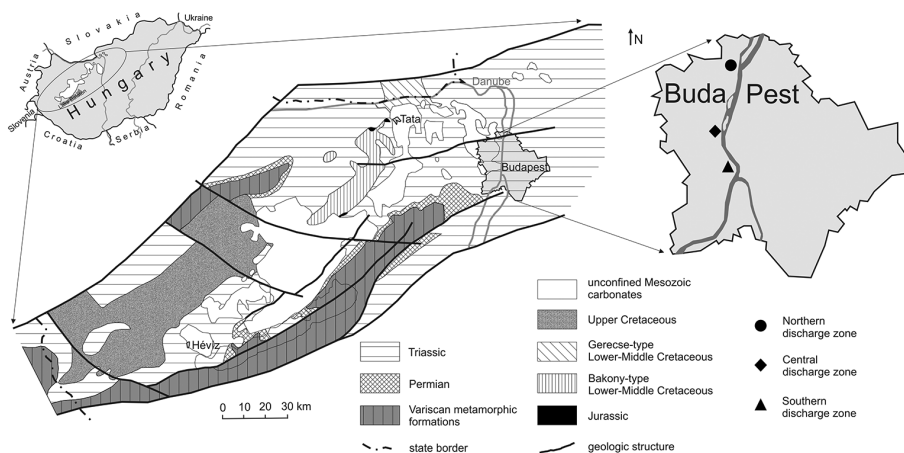 Slovakia
Ukraine
Austria
Hungary
Romania
Slovenia
Croatia
Serbia
N
Danube
Tata
Budapest
Hévíz
Buda
Pest
0 10 20 30 km
Triassic
Permian
Variscan metamorphic
formations
state border
unconfined Mesozoic
carbonates
Upper Cretaceous
Gerecse-type
Lower-Middle Cretaceous
Bakony-type
Lower-Middle Cretaceous
Jurassic
geologic structure
Northern
discharge zone
Central
discharge zone
Southern
discharge zone